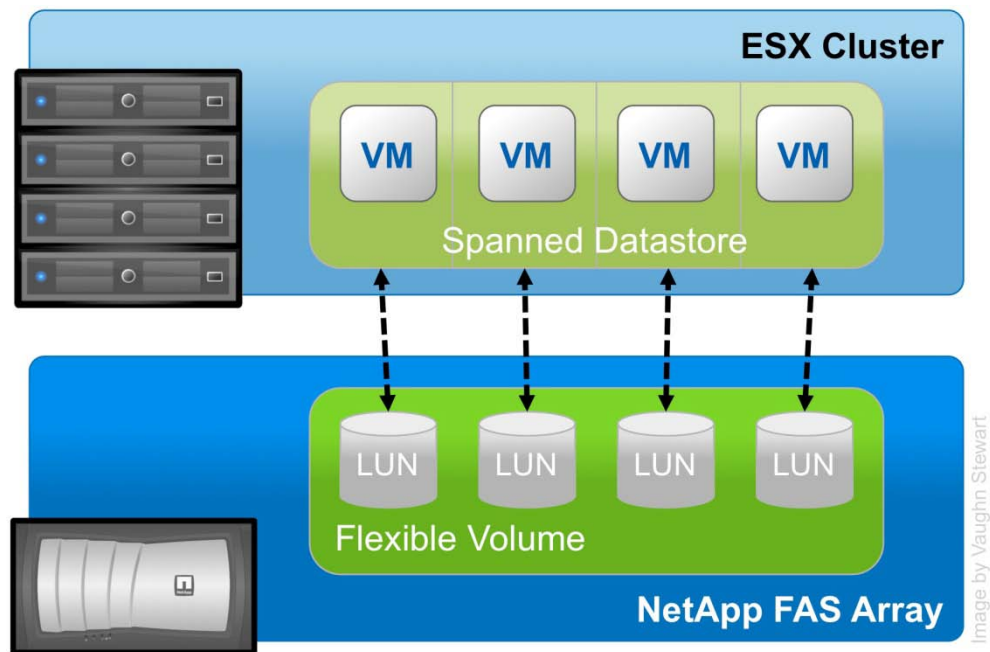 ESX Cluster
VM VM VM VM
Spanned Datastore
LUN LUN LUN LUN
Flexible Volume
NetApp FAS Array
Image by Vaughn Stewart